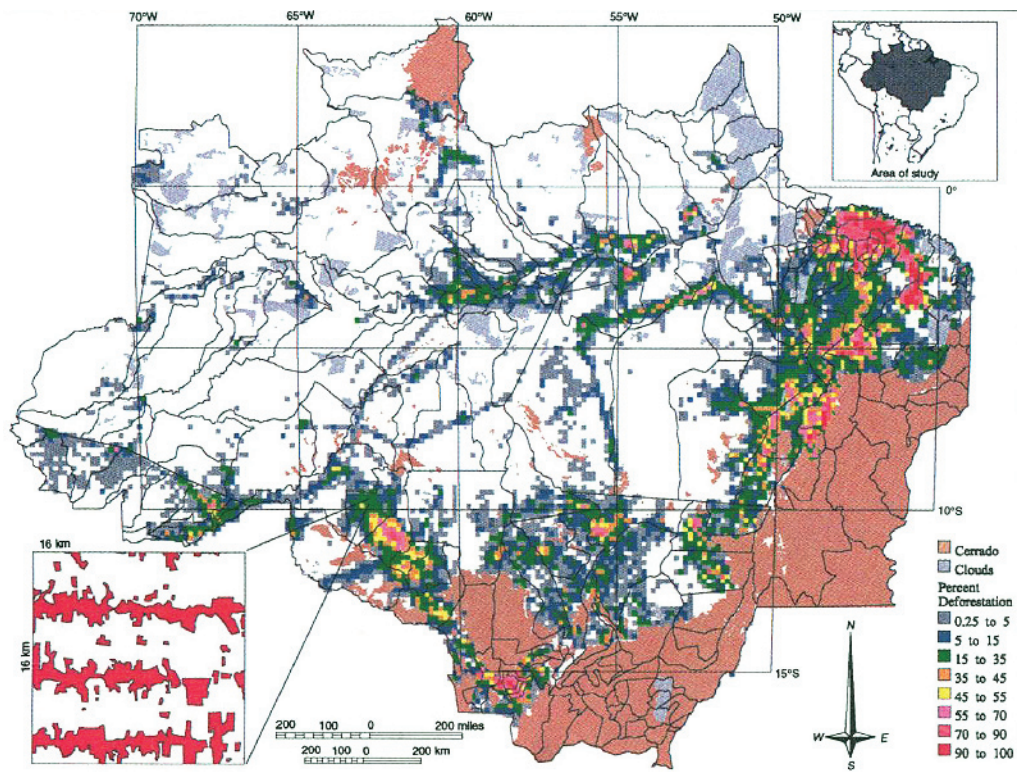 70°W
65°W
60°W
55°W
50°W
Area of study
0°
10°S
16 km
16 km
Cerrado
Clouds
Percent
Deforestation
0.25 to 5
5 to 15
15 to 35
35 to 45
45 to 55
55 to 70
70 to 90
90 to 100
15°S
N
W
E
S
200 100 0 200 miles
200 100 0 200 km